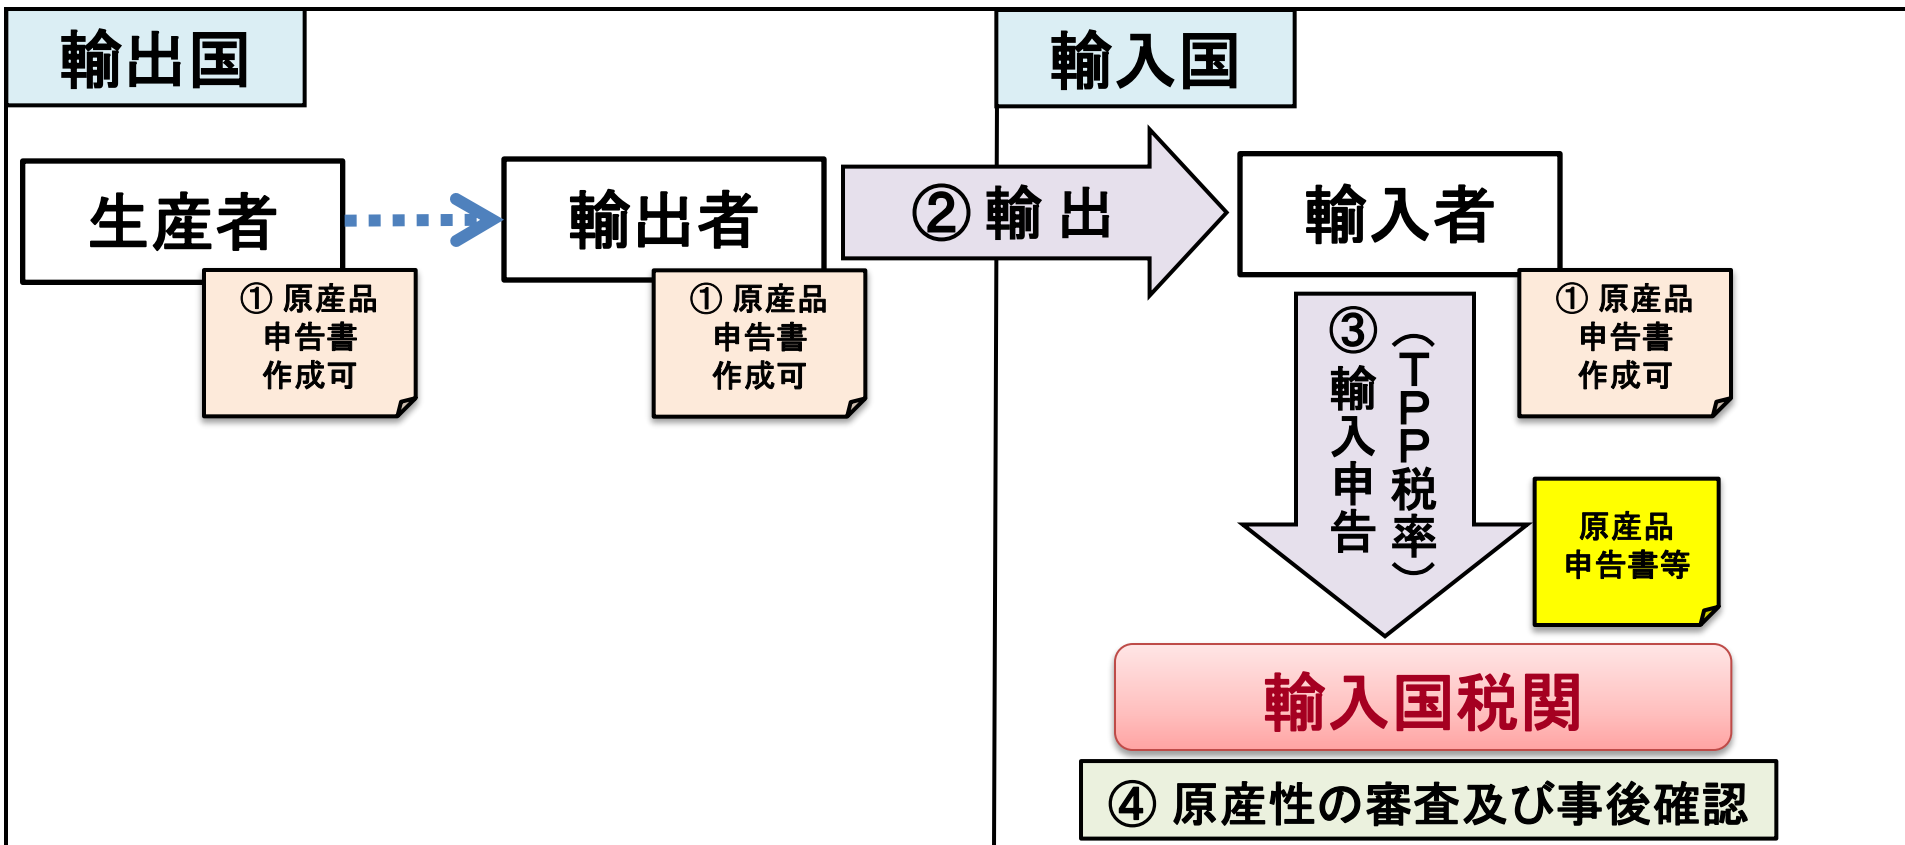 輸出国
輸入国
生産者
輸出者
②輸出
輸入者
① 原産品
申告書
作成可
① 原産品
申告書
作成可
① 原産品
申告書
作成可
③輸入申告
（ＴＰＰ税率）
原産品
申告書等
輸入国税関
④ 原産性の審査及び事後確認